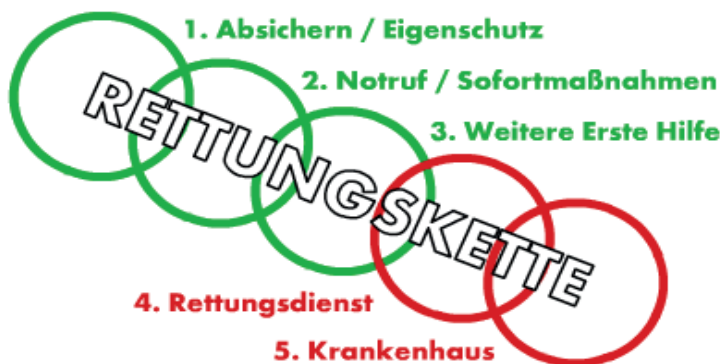 1. Absichern / Eigenschutz
2. Notruf / Sofortmaßnahmen
3. Weitere Erste Hilfe
RETTUNGSKETTE
4. Rettungsdienst
5. Krankenhaus